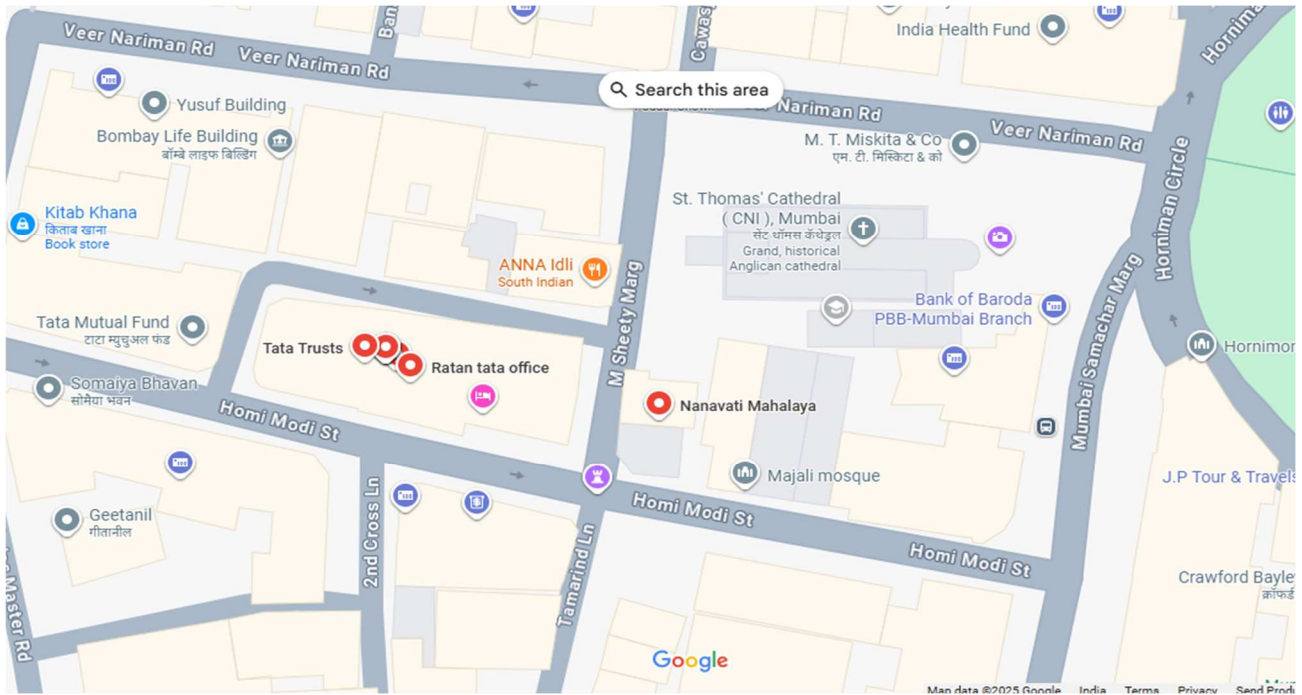 Veer Nariman Rd
Veer Nariman Rd
India Health Fund
Search this area
Nariman Rd
Veer Nariman Rd
Yusuf Building
Bombay Life Building
बॉम्बे लाइफ बिल्डिंग
M. T. Miskita & Co
एम. टी. मिस्किटा & को
Horniman Circle
Kitab Khana
किताब खाना
Book store
St. Thomas' Cathedral
( CNI ), Mumbai
सेंट थॉमस कॅथेड्रल
Grand, historical
Anglican cathedral
ANNA Idli
South Indian
M Shetty Marg
Bank of Baroda
PBB-Mumbai Branch
Mumbai Samachar Marg
Tata Mutual Fund
टाटा म्युचुअल फंड
Tata Trusts
Ratan tata office
Somaiya Bhavan
सोमैया भवन
Nanavati Mahalaya
Homi Modi St
Majali mosque
J.P Tour & Travels
Geetanil
गीतानील
2nd Cross Ln
Homi Modi St
Homi Modi St
Tamarind Ln
Master Rd
Crawford Bayle
Google
Map data ©2025 Google India Terms Privacy